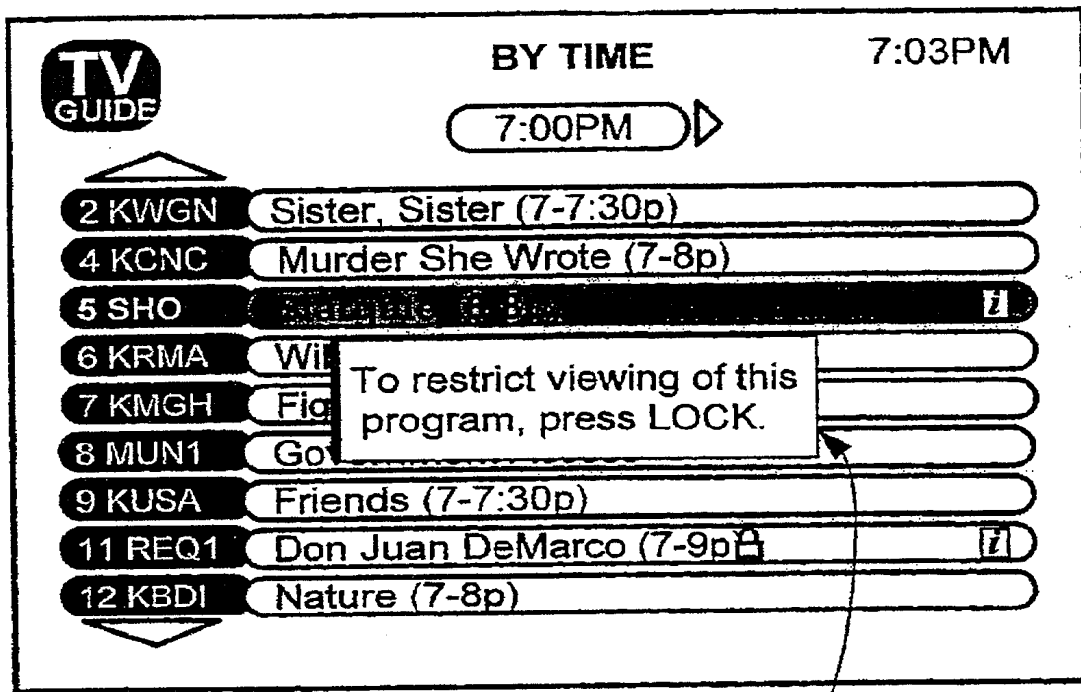 TV
GUIDE
BY TIME
7:03PM
7:00PM
2 KWGN Sister, Sister (7-7:30p)
4 KCNC Murder She Wrote (7-8p)
5 SHO i
6 KRMA
7 KMGH
8 MUN1
To restrict viewing of this
program, press LOCK.
9 KUSA Friends (7-7:30p)
11 REQ1 Don Juan DeMarco (7-9p i
12 KBDI Nature (7-8p)